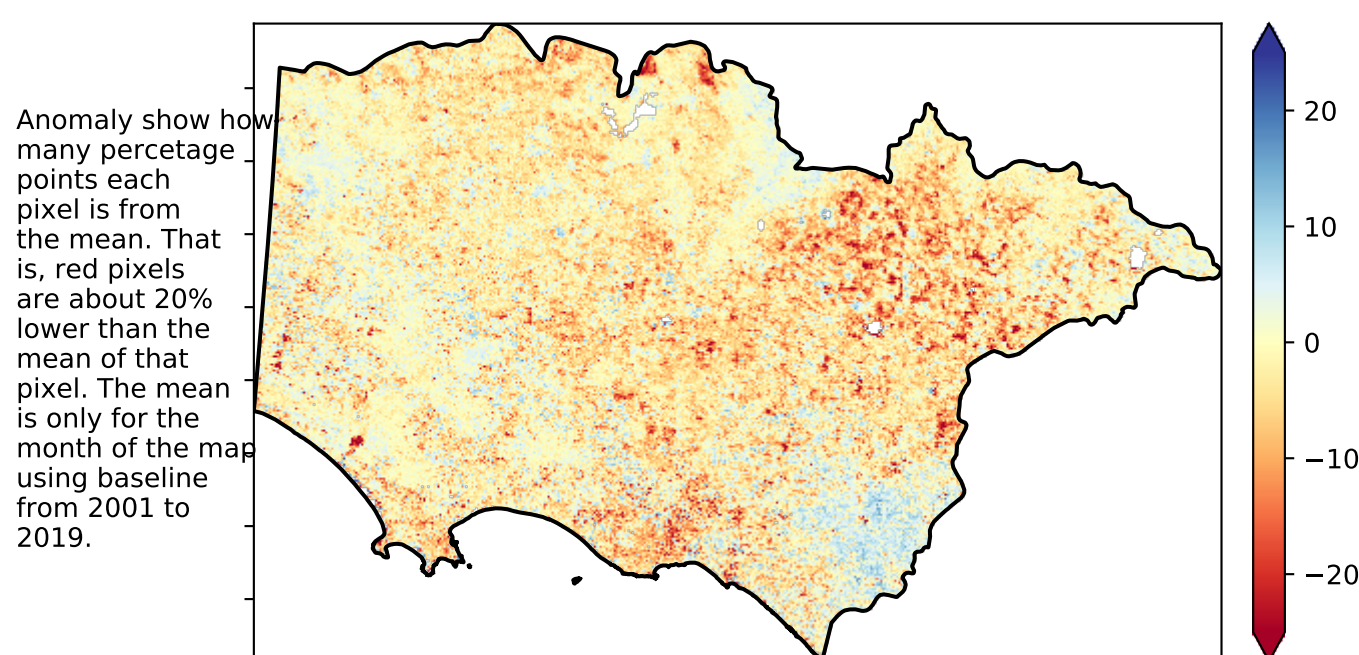 Anomaly show how
many percetage
points each
pixel is from
the mean. That
is, red pixels
are about 20%
lower than the
mean of that
pixel. The mean
is only for the
month of the map
using baseline
from 2001 to
2019.
20
10
0
−10
−20